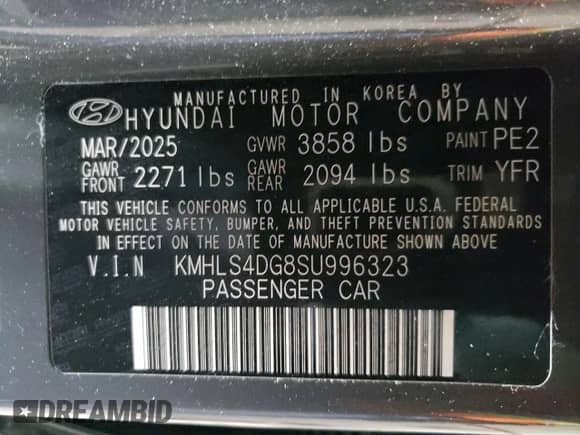 MANUFACTURED IN KOREA BY
HYUNDAI MOTOR COMPANY
MAR/2025 GVWR 3858 lbs PAINT PE2
GAWR FRONT 2271 lbs GAWR REAR 2094 lbs TRIM YFR
THIS VEHICLE CONFORMS TO ALL APPLICABLE U.S.A. FEDERAL
MOTOR VEHICLE SAFETY, BUMPER, AND THEFT PREVENTION STANDARDS
IN EFFECT ON THE DATE OF MANUFACTURE SHOWN ABOVE.
V.I.N KMHLS4DG8SU996323
PASSENGER CAR
DREAMBID